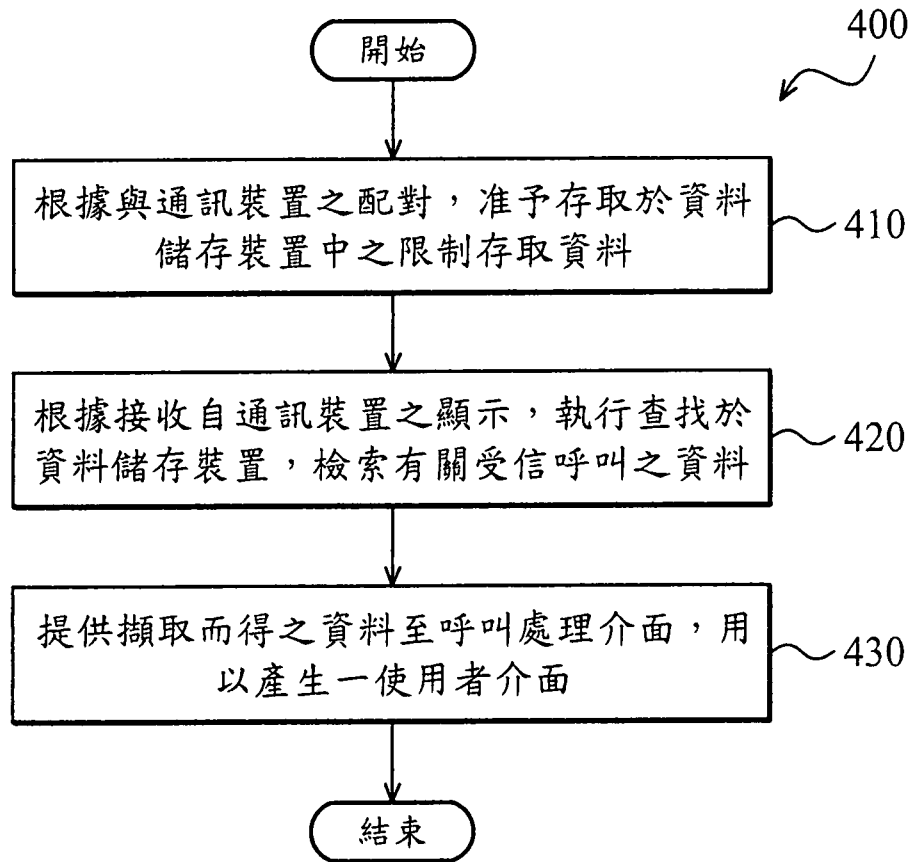 400
開始
根據與通訊裝置之配對，准予存取於資料
儲存裝置中之限制存取資料
410
根據接收自通訊裝置之顯示，執行查找於
資料儲存裝置，檢索有關受信呼叫之資料
420
提供擷取而得之資料至呼叫處理介面，用
以產生一使用者介面
430
結束